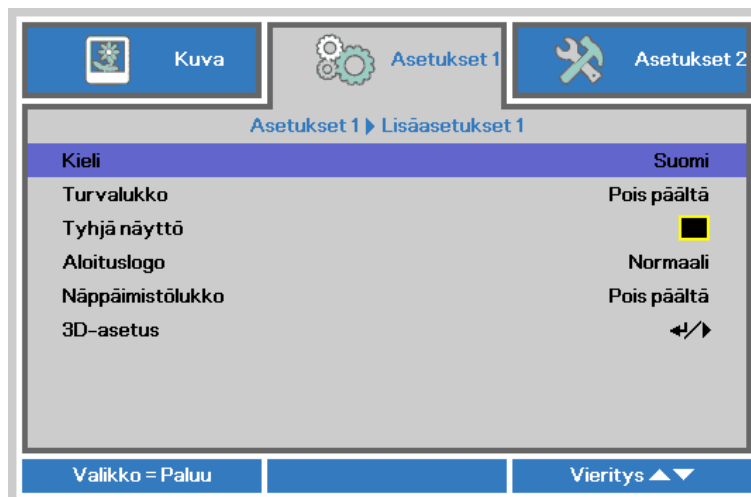 Kuva
Asetukset 1
Asetukset 2
Asetukset 1 Lisäasetukset 1
Kieli Suomi
Turvalukko Pois päältä
Tyhjä näyttö
Aloituslogo Normaali
Näppäimistölukko Pois päältä
3D-asetus
Valikko = Paluu
Vieritys